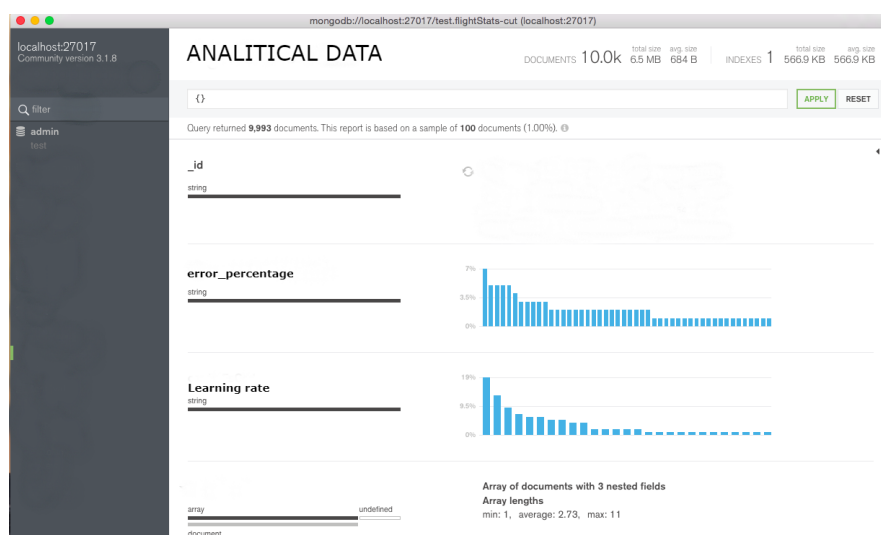 mongodb://localhost:27017/test.flightStats-cut (localhost:27017)
localhost:27017
Community version 3.1.8
filter
admin
test
ANALITICAL DATA
DOCUMENTS 10.0k total size 6.5 MB avg. size 684 B
INDEXES 1 total size 566.9 KB avg. size 566.9 KB
{}
APPLY RESET
Query returned 9,993 documents. This report is based on a sample of 100 documents (1.00%).
_id
string
error_percentage
string
7%
3.5%
0%
Learning rate
string
19%
9.5%
0%
array undefined
document
Array of documents with 3 nested fields
Array lengths
min: 1, average: 2.73, max: 11